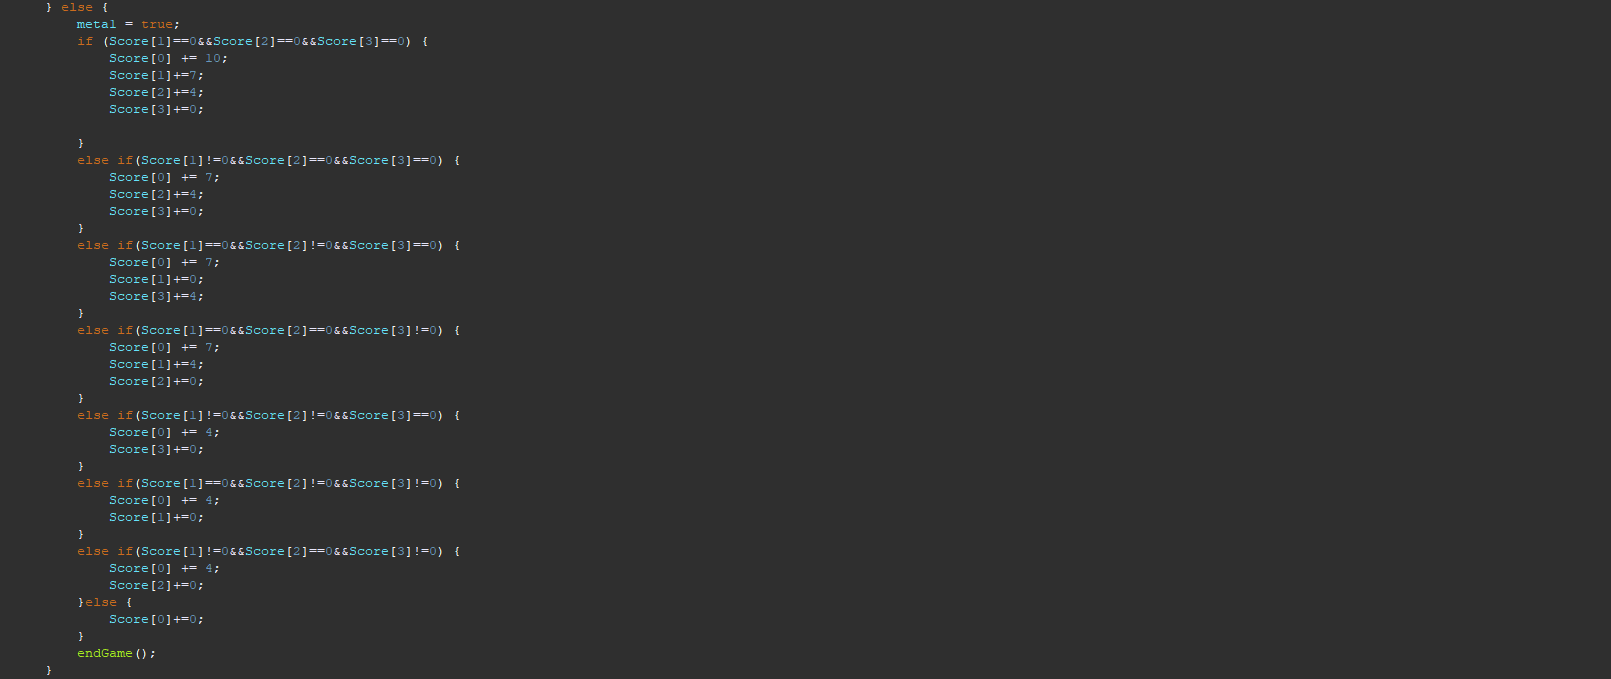 } else {
metal = true;
if (Score[1]==0&&Score[2]==0&&Score[3]==0) {
Score[0] += 10;
Score[1]+=7;
Score[2]+=4;
Score[3]+=0;
}
else if(Score[1]!=0&&Score[2]==0&&Score[3]==0) {
Score[0] += 7;
Score[2]+=4;
Score[3]+=0;
}
else if(Score[1]==0&&Score[2]!=0&&Score[3]==0) {
Score[0] += 7;
Score[1]+=0;
Score[3]+=4;
}
else if(Score[1]==0&&Score[2]==0&&Score[3]!=0) {
Score[0] += 7;
Score[1]+=4;
Score[2]+=0;
}
else if(Score[1]!=0&&Score[2]!=0&&Score[3]==0) {
Score[0] += 4;
Score[3]+=0;
}
else if(Score[1]==0&&Score[2]!=0&&Score[3]!=0) {
Score[0] += 4;
Score[1]+=0;
}
else if(Score[1]!=0&&Score[2]==0&&Score[3]!=0) {
Score[0] += 4;
Score[2]+=0;
}else {
Score[0]+=0;
}
endGame();
}